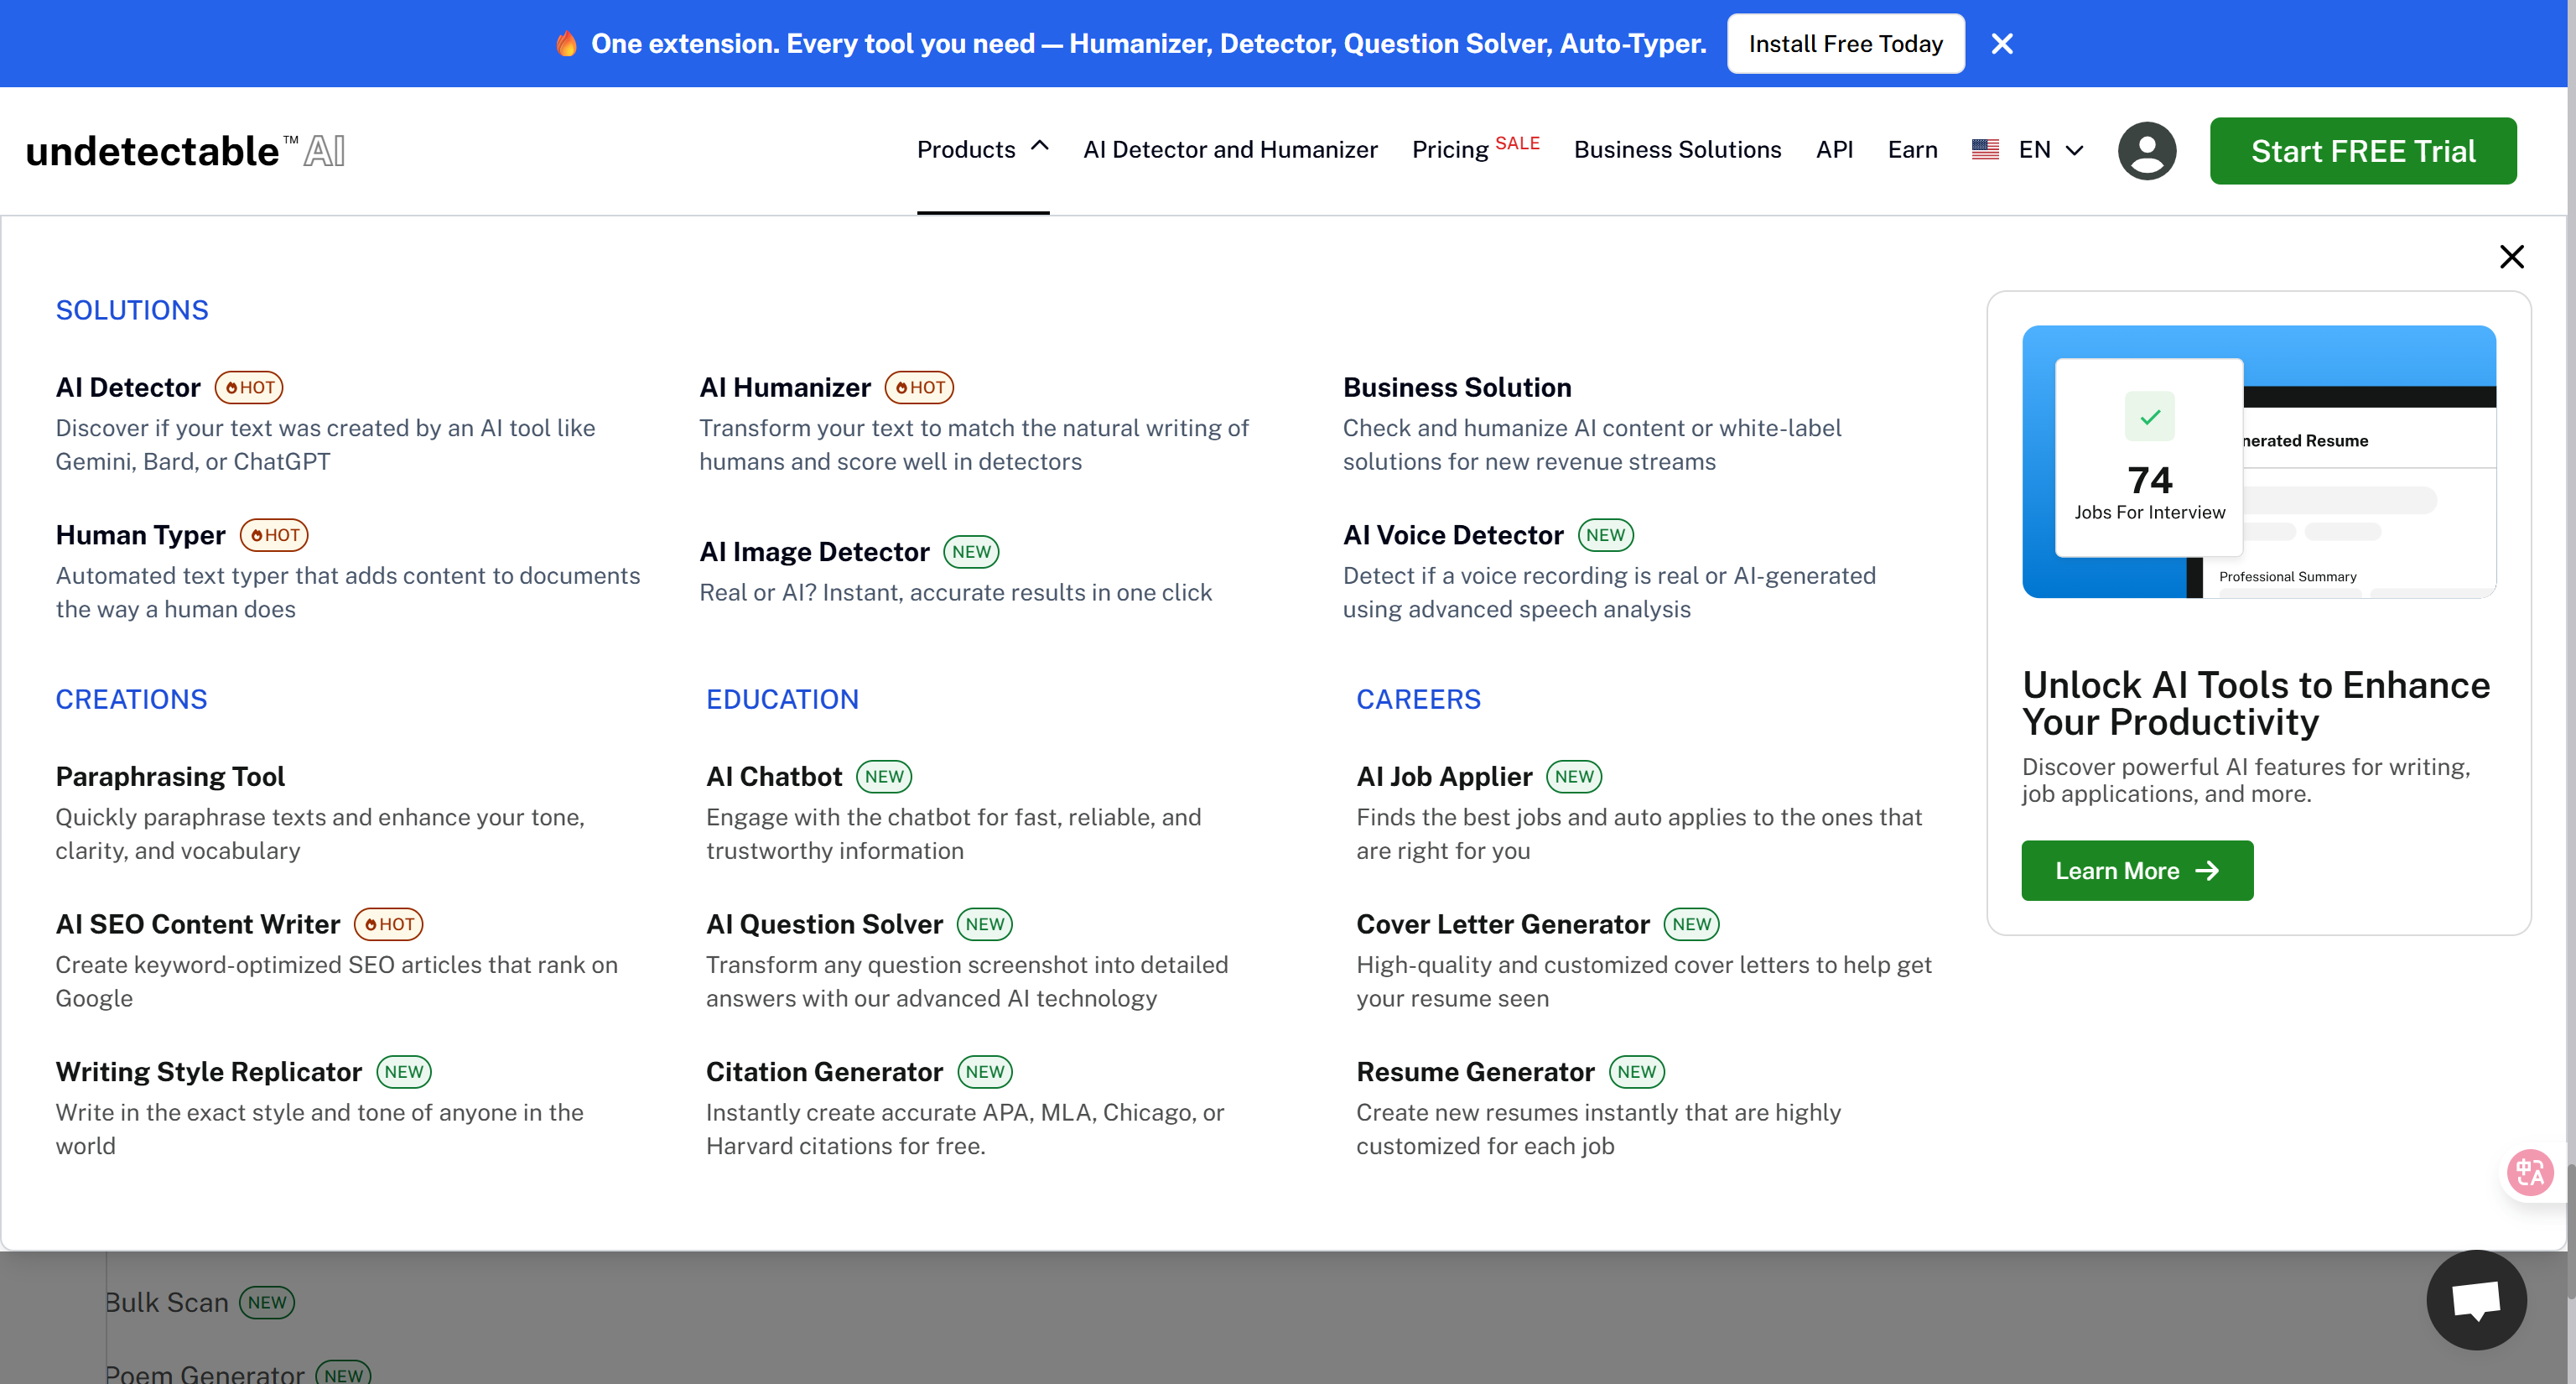 One extension. Every tool you need — Humanizer, Detector, Question Solver, Auto-Typer.
Install Free Today
undetectable™ AI
Products
AI Detector and Humanizer
Pricing SALE
Business Solutions
API
Earn
EN
Start FREE Trial
SOLUTIONS
AI Detector HOT
Discover if your text was created by an AI tool like
Gemini, Bard, or ChatGPT
AI Humanizer HOT
Transform your text to match the natural writing of
humans and score well in detectors
Business Solution
Check and humanize AI content or white-label
solutions for new revenue streams
Human Typer HOT
Automated text typer that adds content to documents
the way a human does
AI Image Detector NEW
Real or AI? Instant, accurate results in one click
AI Voice Detector NEW
Detect if a voice recording is real or AI-generated
using advanced speech analysis
CREATIONS
Paraphrasing Tool
Quickly paraphrase texts and enhance your tone,
clarity, and vocabulary
AI SEO Content Writer HOT
Create keyword-optimized SEO articles that rank on
Google
Writing Style Replicator NEW
Write in the exact style and tone of anyone in the
world
EDUCATION
AI Chatbot NEW
Engage with the chatbot for fast, reliable, and
trustworthy information
AI Question Solver NEW
Transform any question screenshot into detailed
answers with our advanced AI technology
Citation Generator NEW
Instantly create accurate APA, MLA, Chicago, or
Harvard citations for free.
CAREERS
AI Job Applier NEW
Finds the best jobs and auto applies to the ones that
are right for you
Cover Letter Generator NEW
High-quality and customized cover letters to help get
your resume seen
Resume Generator NEW
Create new resumes instantly that are highly
customized for each job
nerated Resume
74
Jobs For Interview
Professional Summary
Unlock AI Tools to Enhance
Your Productivity
Discover powerful AI features for writing,
job applications, and more.
Learn More
中 A
Bulk Scan NEW
Poem Generator NEW